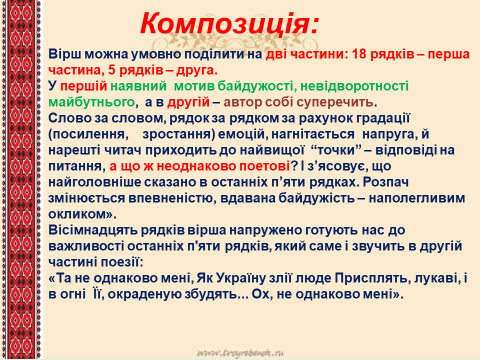 Композиція:
Вірш можна умовно поділити на дві частини: 18 рядків – перша
частина, 5 рядків – друга.
У першій наявний мотив байдужості, невідворотності
майбутнього, а в другій – автор собі суперечить.
Слово за словом, рядок за рядком за рахунок градації
(посилення, зростання) емоцій, нагнітається напруга, й
нарешті читач приходить до найвищої “точки” – відповіді на
питання, а що ж неоднаково поетові? І з’ясовує, що
найголовніше сказано в останніх п’яти рядках. Розпач
змінюється впевненістю, вдавана байдужість – наполегливим
окликом».
Вісімнадцять рядків вірша напружено готують нас до
важливості останніх п'яти рядків, який саме і звучить в другій
частині поезії:
«Та не однаково мені, Як Україну злії люде Присплять, лукаві, і
в огні Її, окраденую збудять... Ох, не однаково мені».
www.troyrebenok.ru